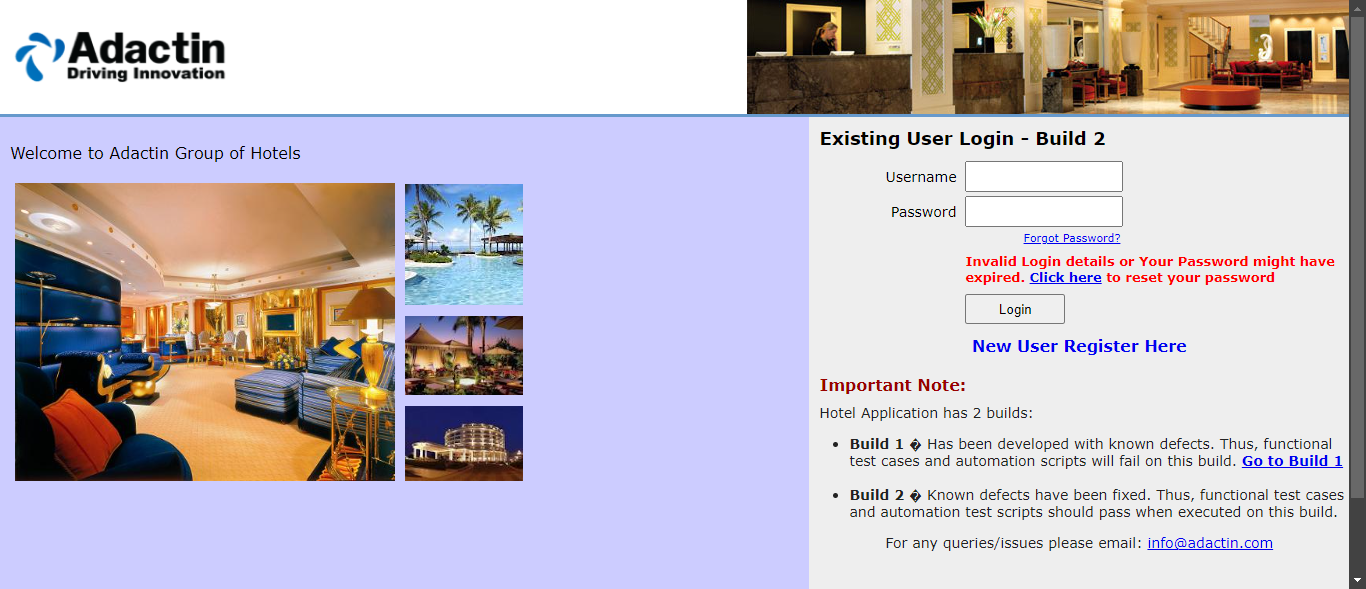 Adactin
Driving Innovation
Welcome to Adactin Group of Hotels
Existing User Login - Build 2
Username
Password
Forgot Password?
Invalid Login details or Your Password might have
expired. Click here to reset your password
Login
New User Register Here
Important Note:
Hotel Application has 2 builds:
• Build 1 � Has been developed with known defects. Thus, functional
test cases and automation scripts will fail on this build. Go to Build 1
• Build 2 � Known defects have been fixed. Thus, functional test cases
and automation test scripts should pass when executed on this build.
For any queries/issues please email: info@adactin.com